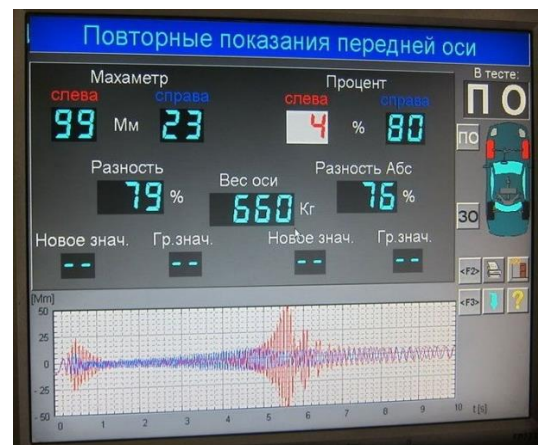 Повторные показания передней оси
Махаметр
Процент
В тесте:
слева
справа
слева
справа
ПО
99 Мм 23
4 % 80
ПО
Разность
Вес оси
Разность Абс
79 %
660 Кг
76 %
ЗО
Новое знач.
Гр.знач.
Новое знач.
Гр.знач.
--
--
--
--
<F2>
<F3>
?
[Mm]
50
25
0
-25
-50
0 1 2 3 4 5 6 7 8 9 10 t [s]